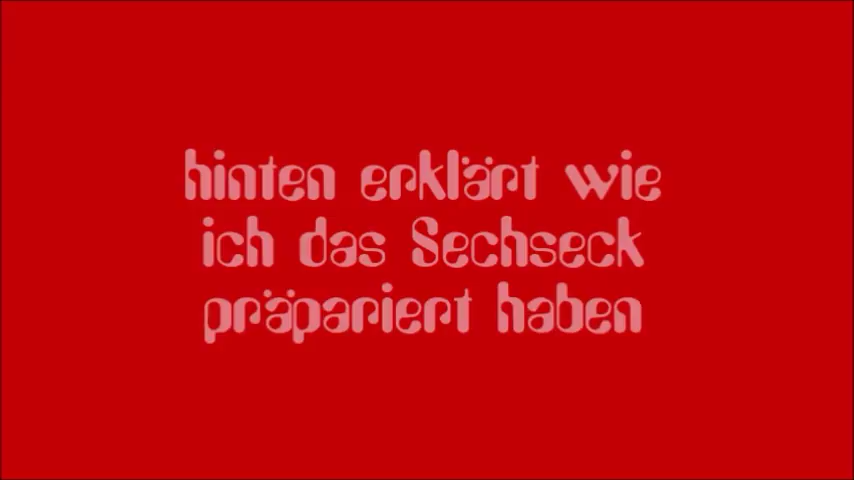 hinten erklärt wie
ich das Sechseck
präpariert haben